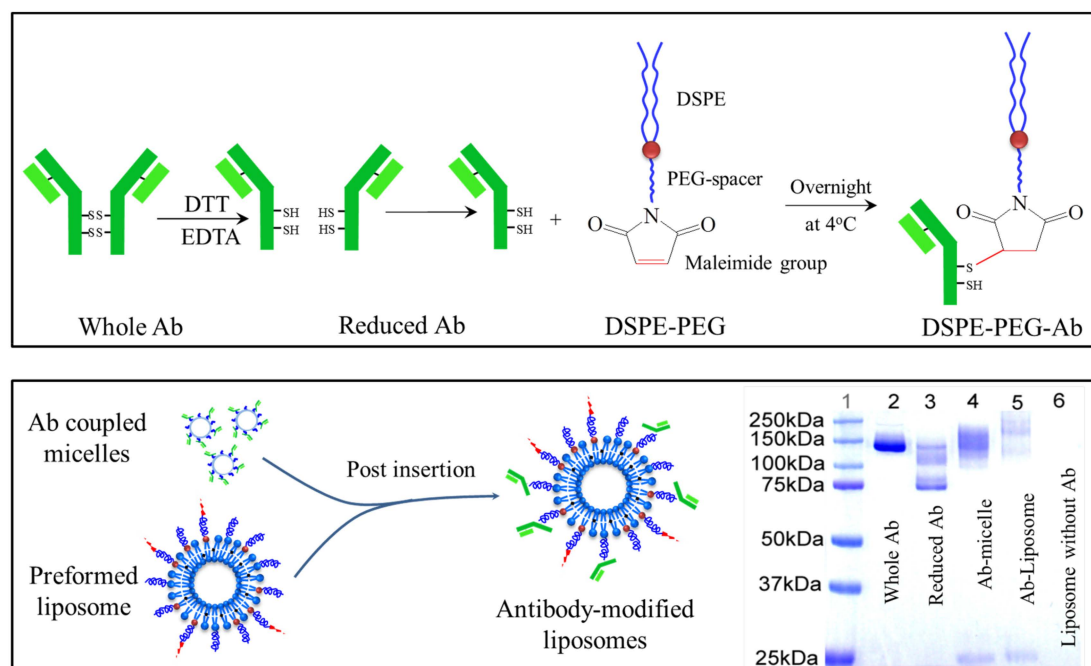 DSPE
PEG-spacer
SS
SS
DTT
EDTA
SH
SH
HS
HS
SH
SH
+
N
O
O
Maleimide group
Overnight
at 4°C
N
O
O
S
SH
Whole Ab
Reduced Ab
DSPE-PEG
DSPE-PEG-Ab
Ab coupled
micelles
Post insertion
Preformed
liposome
Antibody-modified
liposomes
1 2 3 4 5 6
250kDa
150kDa
100kDa
75kDa
50kDa
37kDa
25kDa
Whole Ab
Reduced Ab
Ab-micelle
Ab-Liposome
Liposome without Ab